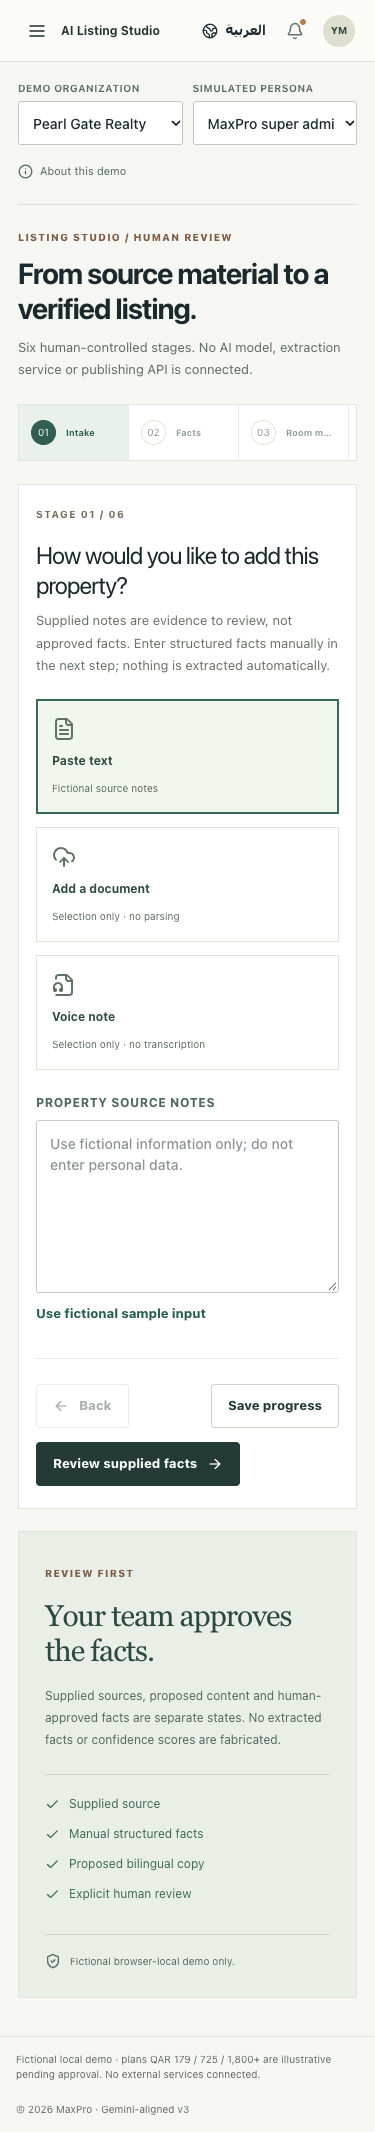 AI Listing Studio
العربية
YM
DEMO ORGANIZATION
SIMULATED PERSONA
Pearl Gate Realty
MaxPro super admi
About this demo
LISTING STUDIO / HUMAN REVIEW
From source material to a
verified listing.
Six human-controlled stages. No AI model, extraction
service or publishing API is connected.
01 Intake
02 Facts
03 Room m...
STAGE 01 / 06
How would you like to add this
property?
Supplied notes are evidence to review, not
approved facts. Enter structured facts manually in
the next step; nothing is extracted automatically.
Paste text
Fictional source notes
Add a document
Selection only · no parsing
Voice note
Selection only · no transcription
PROPERTY SOURCE NOTES
Use fictional information only; do not
enter personal data.
Use fictional sample input
Back
Save progress
Review supplied facts
REVIEW FIRST
Your team approves
the facts.
Supplied sources, proposed content and human-
approved facts are separate states. No extracted
facts or confidence scores are fabricated.
Supplied source
Manual structured facts
Proposed bilingual copy
Explicit human review
Fictional browser-local demo only.
Fictional local demo · plans QAR 179 / 725 / 1,800+ are illustrative
pending approval. No external services connected.
© 2026 MaxPro · Gemini-aligned v3